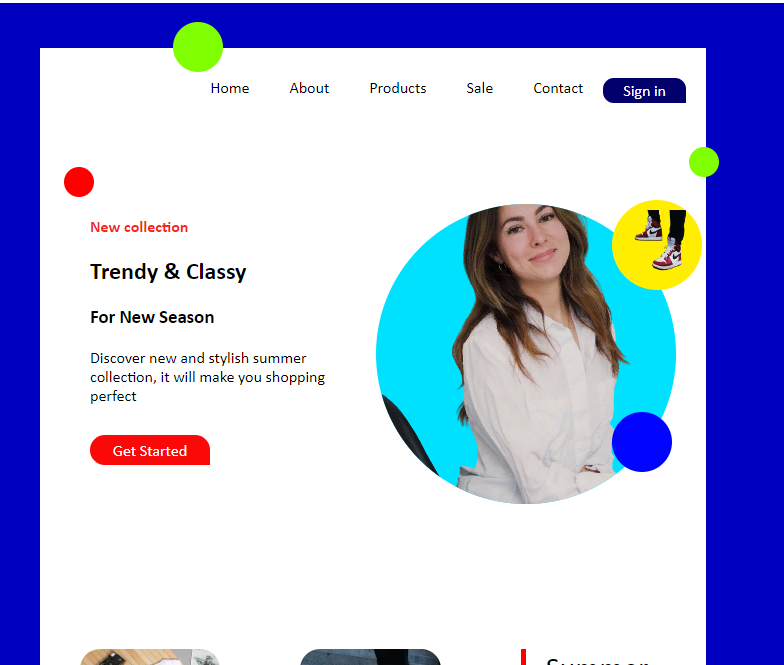 Home About Products Sale Contact Sign in
New collection
Trendy & Classy
For New Season
Discover new and stylish summer
collection, it will make you shopping
perfect
Get Started
Summer